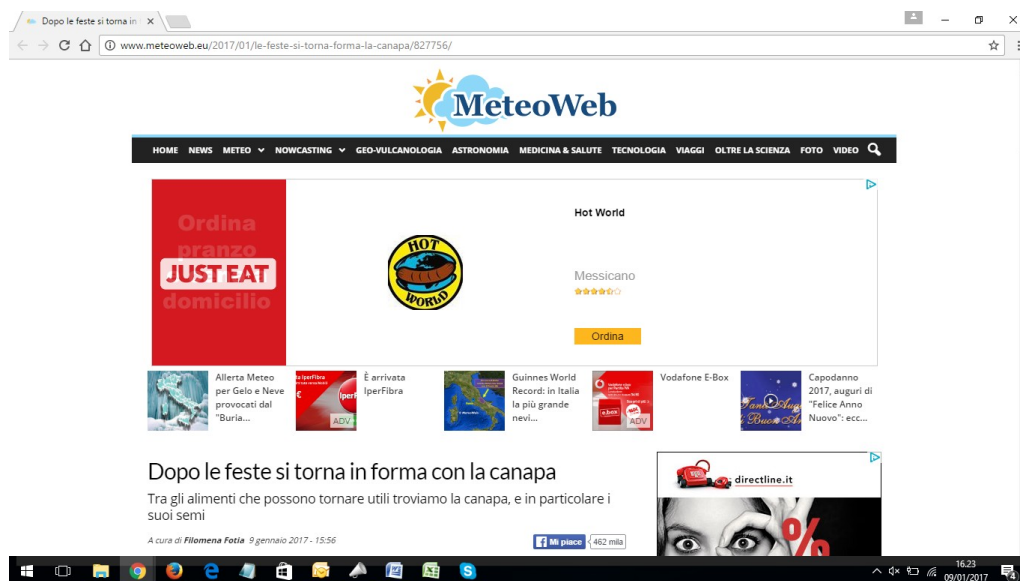 Dopo le feste si torna in
www.meteoweb.eu/2017/01/le-feste-si-torna-forma-la-canapa/827756/
MeteoWeb
HOME NEWS METEO NOWCASTING GEO-VULCANOLOGIA ASTRONOMIA MEDICINA & SALUTE TECNOLOGIA VIAGGI OLTRE LA SCIENZA FOTO VIDEO
Ordina
pranzo
JUST EAT
domicilio
HOT
WORLD
Hot World
Messicano
Ordina
Allerta Meteo
per Gelo e Neve
provocati dal
"Buria...
IperFibra
ADV
È arrivata
IperFibra
Guinnes World
Record: in Italia
la più grande
nevi...
ADV
Vodafone E-Box
Capodanno
2017, auguri di
"Felice Anno
Nuovo": ecc...
Dopo le feste si torna in forma con la canapa
Tra gli alimenti che possono tornare utili troviamo la canapa, e in particolare i
suoi semi
A cura di Filomena Fotia 9 gennaio 2017 - 15:56
Mi piace 462 mila
directline.it
%
16.23
09/01/2017
4